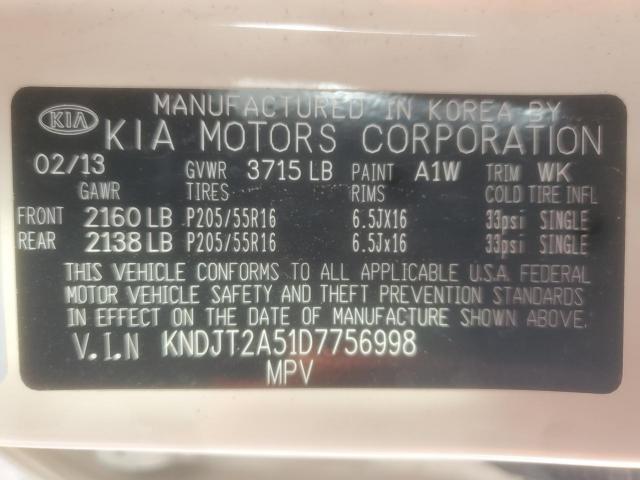 MANUFACTURED IN KOREA BY
KIA KIA MOTORS CORPORATION
02/13 GVWR 3715 LB PAINT A1W TRIM WK
GAWR TIRES RIMS COLD TIRE INFL
FRONT 2160 LB P205/55R16 6.5JX16 33psi SINGLE
REAR 2138 LB P205/55R16 6.5Jx16 33psi SINGLE
THIS VEHICLE CONFORMS TO ALL APPLICABLE U.S.A. FEDERAL
MOTOR VEHICLE SAFETY AND THEFT PREVENTION STANDARDS
IN EFFECT ON THE DATE OF MANUFACTURE SHOWN ABOVE.
V.I.N KNDJT2A51D7756998
MPV